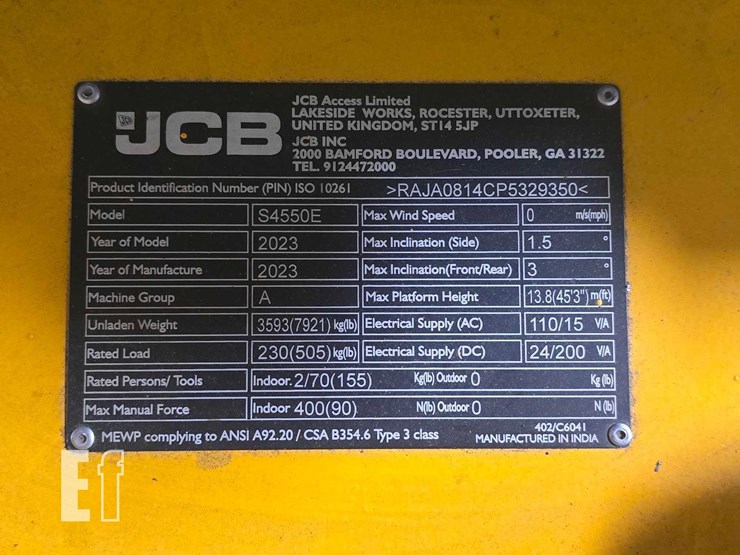 JCB
JCB Access Limited
LAKESIDE WORKS, ROCESTER, UTTOXETER,
UNITED KINGDOM, ST14 5JP
JCB INC
2000 BAMFORD BOULEVARD, POOLER, GA 31322
TEL. 9124472000
Product Identification Number (PIN) ISO 10261 >RAJA0814CP5329350<
Model S4550E Max Wind Speed 0 m/s(mph)
Year of Model 2023 Max Inclination (Side) 1.5 °
Year of Manufacture 2023 Max Inclination(Front/Rear) 3 °
Machine Group A Max Platform Height 13.8(45'3") m(ft)
Unladen Weight 3593(7921) kg(lb) Electrical Supply (AC) 110/15 V/A
Rated Load 230(505) kg(lb) Electrical Supply (DC) 24/200 V/A
Rated Persons/ Tools Indoor. 2/70(155) Kg(lb) Outdoor 0 Kg (lb)
Max Manual Force Indoor 400(90) N(lb) Outdoor 0 N (lb)
MEWP complying to ANSI A92.20 / CSA B354.6 Type 3 class
402/C6041
MANUFACTURED IN INDIA
Ef